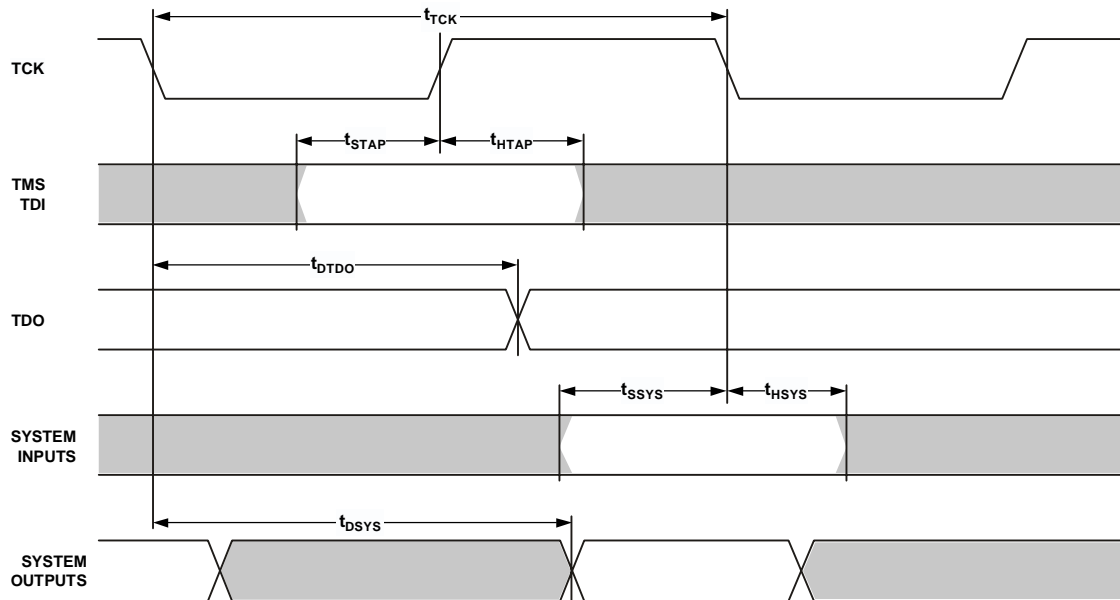 tTCK
TCK
tSTAP
tHTAP
TMS
TDI
tDTDO
TDO
tSSYS
tHSYS
SYSTEM
INPUTS
tDSYS
SYSTEM
OUTPUTS